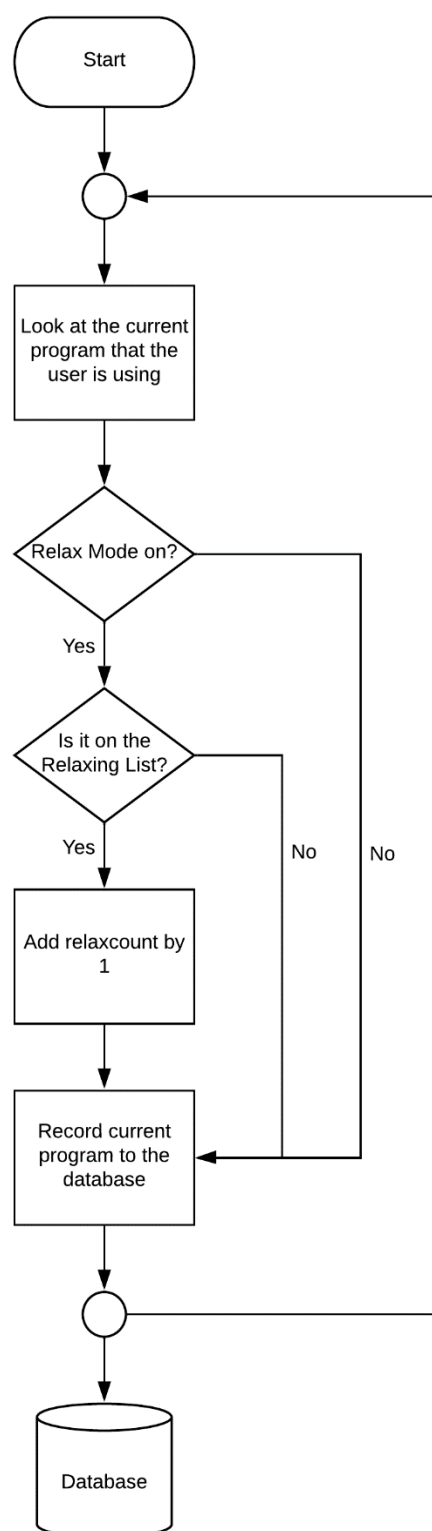 Start
Look at the current
program that the
user is using
Relax Mode on?
Yes
Is it on the
Relaxing List?
Yes
No
No
Add relaxcount by
1
Record current
program to the
database
Database